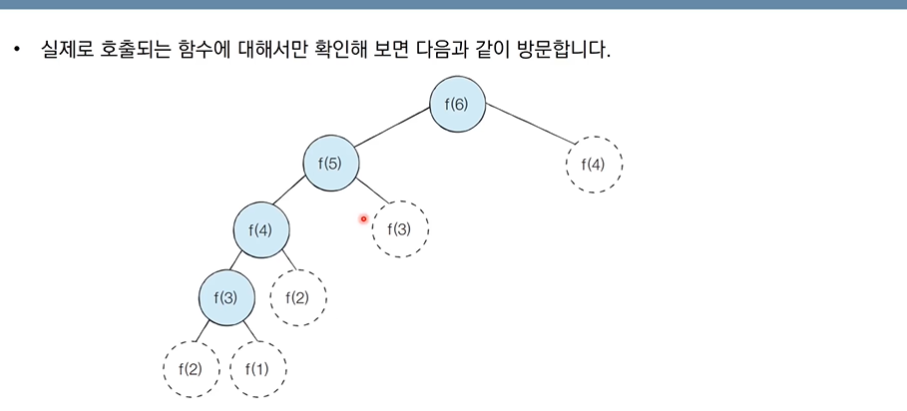 • 실제로 호출되는 함수에 대해서만 확인해 보면 다음과 같이 방문합니다.
f(6)
f(5) f(4)
f(4) f(3)
f(3) f(2)
f(2) f(1)